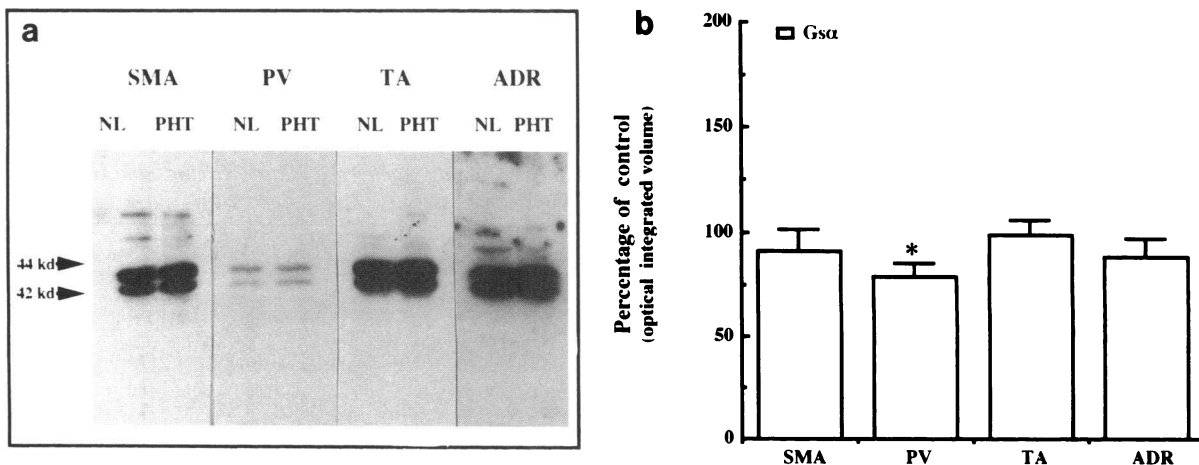 a
SMA PV TA ADR
NL PHT NL PHT NL PHT NL PHT
44 kd
42 kd
b
Gsα
Percentage of control
(optical integrated volume)
200
150
100
50
0
*
SMA PV TA ADR